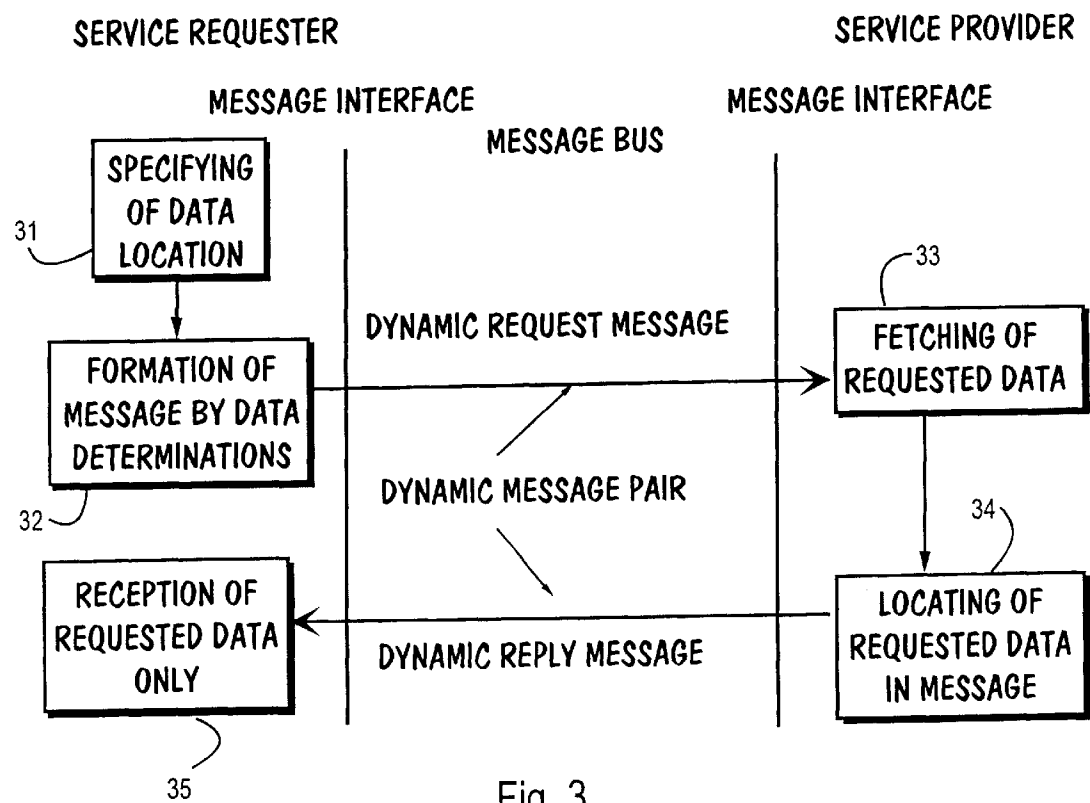 SERVICE REQUESTER
SERVICE PROVIDER
MESSAGE INTERFACE
MESSAGE INTERFACE
MESSAGE BUS
SPECIFYING
OF DATA
LOCATION
31
33
DYNAMIC REQUEST MESSAGE
FORMATION OF
MESSAGE BY DATA
DETERMINATIONS
FETCHING OF
REQUESTED DATA
32
DYNAMIC MESSAGE PAIR
34
RECEPTION OF
REQUESTED DATA
ONLY
DYNAMIC REPLY MESSAGE
LOCATING OF
REQUESTED DATA
IN MESSAGE
35
Fig. 3